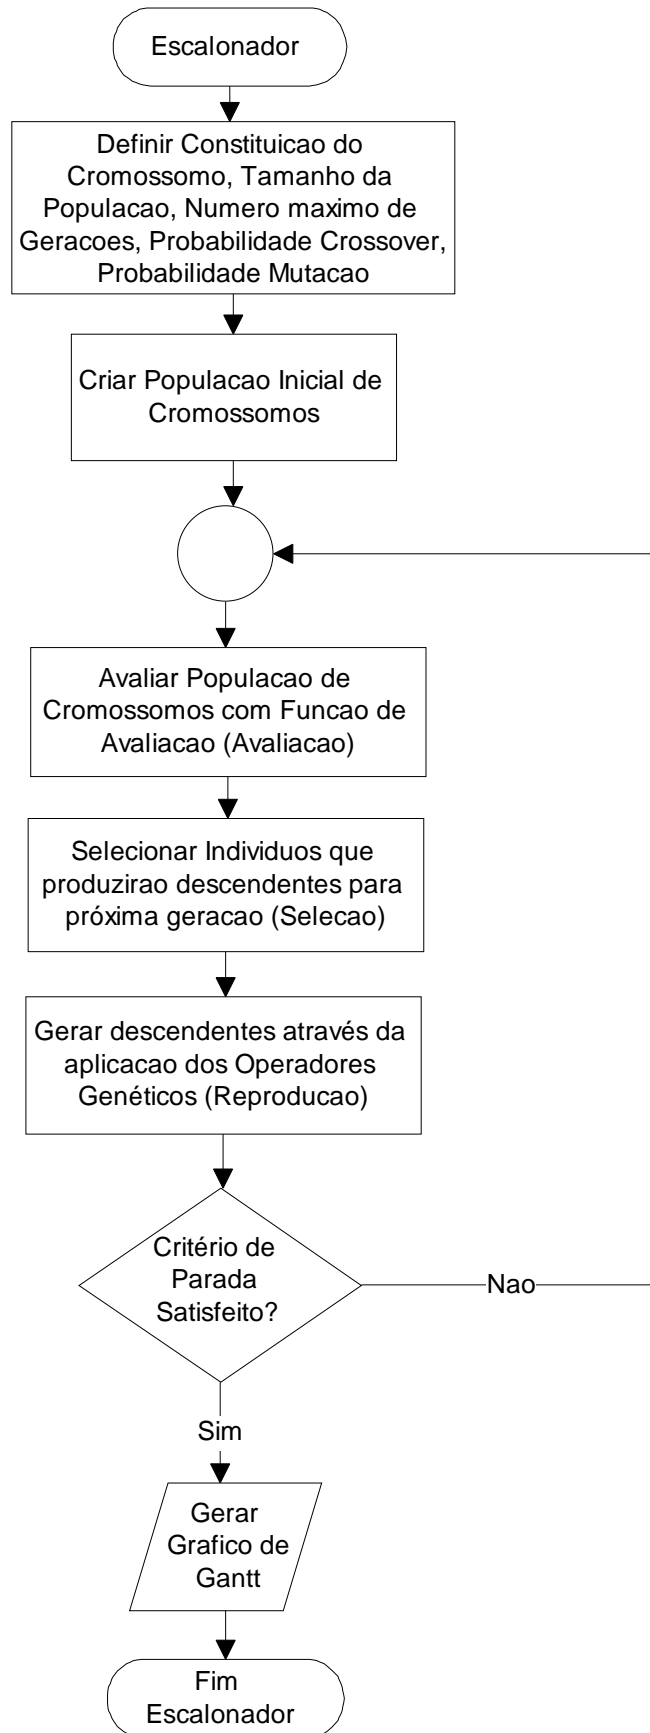 Escalonador
Definir Constituicao do
Cromossomo, Tamanho da
Populacao, Numero maximo de
Geracoes, Probabilidade Crossover,
Probabilidade Mutacao
Criar Populacao Inicial de
Cromossomos
Avaliar Populacao de
Cromossomos com Funcao de
Avaliacao (Avaliacao)
Selecionar Individuos que
produzirao descendentes para
próxima geracao (Selecao)
Gerar descendentes através da
aplicacao dos Operadores
Genéticos (Reproducao)
Critério de
Parada
Satisfeito?
Nao
Sim
Gerar
Grafico de
Gantt
Fim
Escalonador